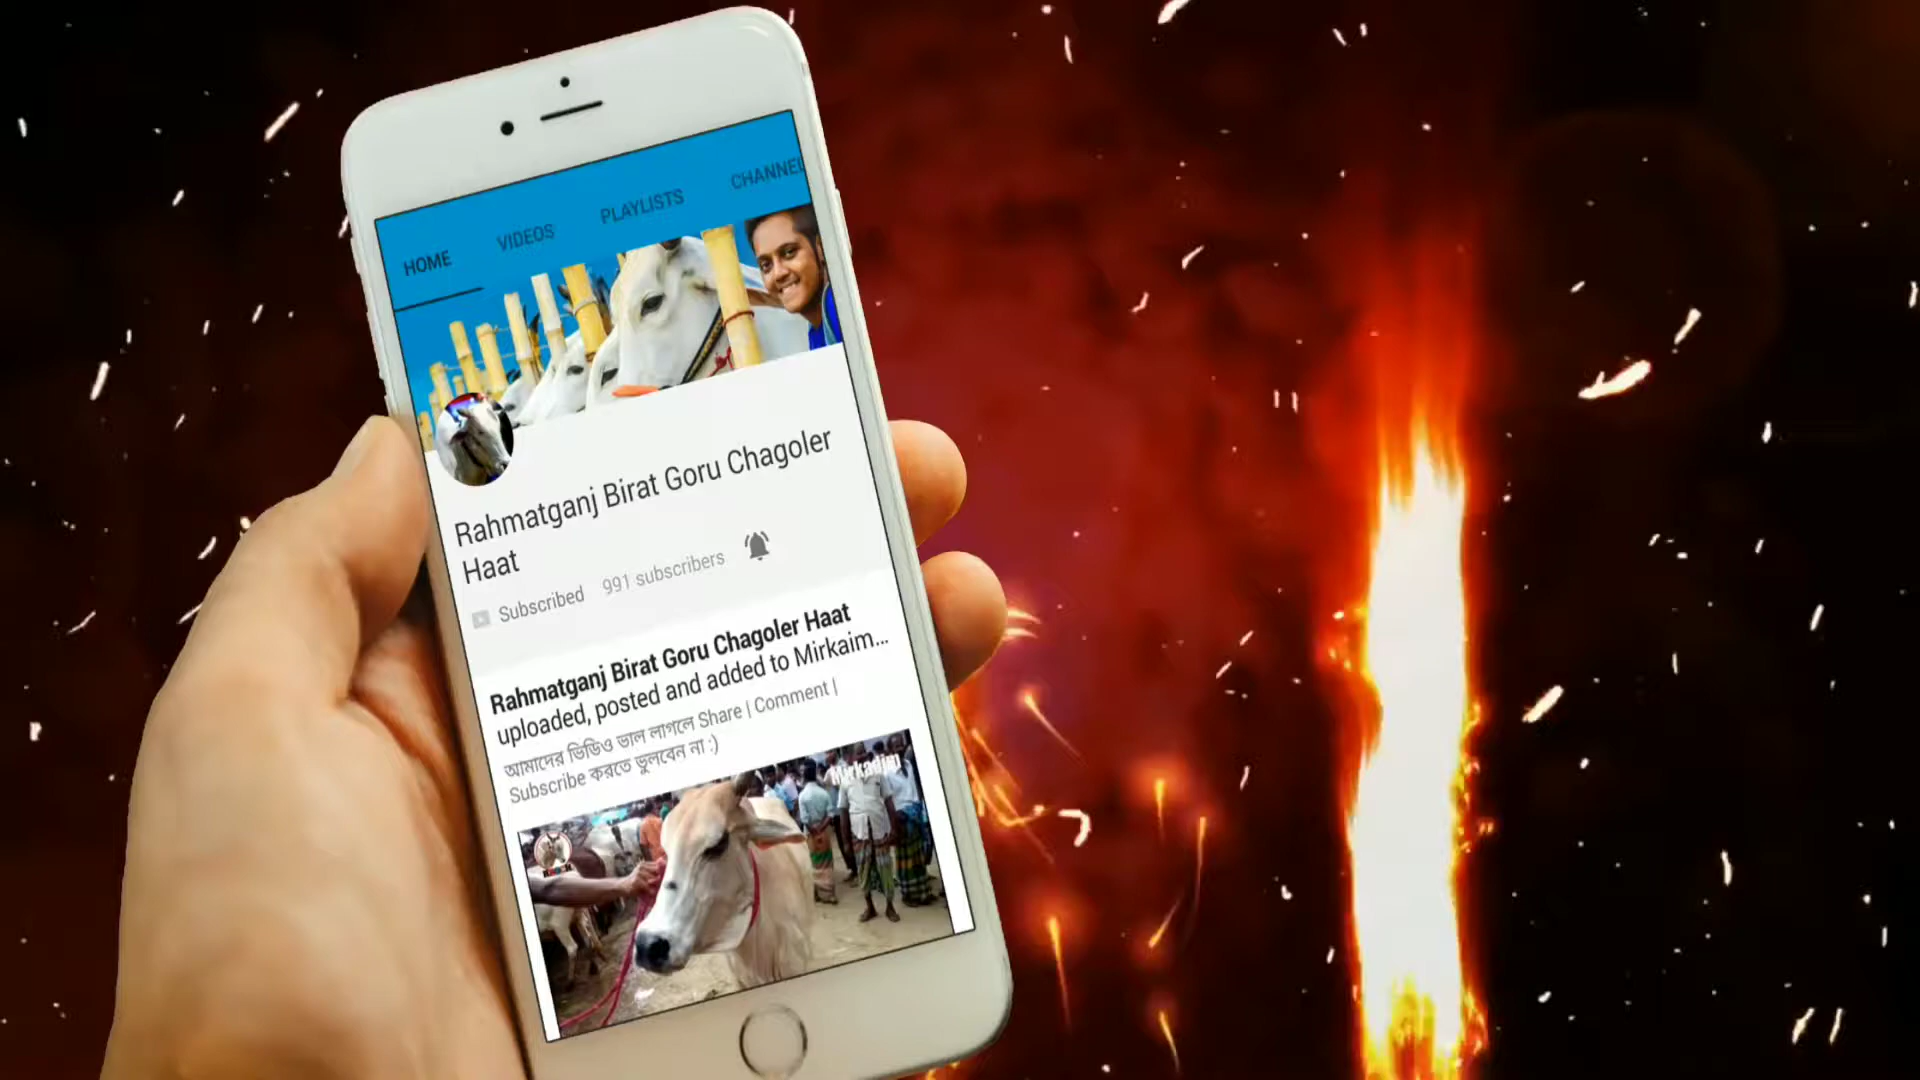 HOME VIDEOS PLAYLISTS CHANNEL
Rahmatganj Birat Goru Chagoler
Haat
Subscribed 991 subscribers
Rahmatganj Birat Goru Chagoler Haat
uploaded, posted and added to Mirkaim...
আমাদের ভিডিও ভাল লাগলে Share | Comment |
Subscribe করতে ভুলবেন না :)